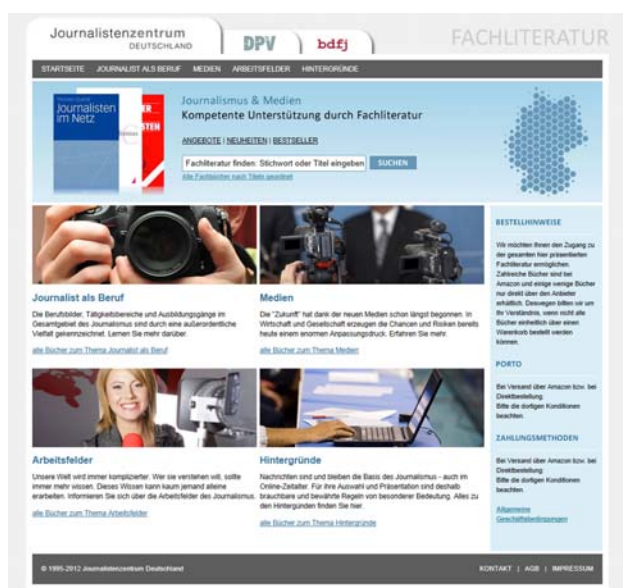 Journalistenzentrum
DEUTSCHLAND
DPV
bdfj
FACHLITERATUR
STARTSEITE JOURNALIST ALS BERUF MEDIEN ARBEITSFELDER HINTERGRÜNDE
Journalisten
im Netz
Journalismus & Medien
Kompetente Unterstützung durch Fachliteratur
ANGEBOTE | NEUHEITEN | BESTSELLER
Fachliteratur finden: Stichwort oder Titel eingeben
SUCHEN
Alle Fachbücher nach Titeln geordnet
Journalist als Beruf
Die Berufsbilder, Tätigkeitsbereiche und Ausbildungsgänge im
Gesamtgebiet des Journalismus sind durch eine außerordentliche
Vielfalt gekennzeichnet. Lernen Sie mehr darüber.
alle Bücher zum Thema Journalist als Beruf
Medien
Die "Zukunft" hat dank der neuen Medien schon längst begonnen. In
Wirtschaft und Gesellschaft erzeugen die Chancen und Risiken bereits
heute einem enormen Anpassungsdruck. Erfahren Sie mehr.
alle Bücher zum Thema Medien
Arbeitsfelder
Unsere Welt wird immer komplizierter. Wer sie verstehen will, sollte
immer mehr wissen. Dieses Wissen kann kaum jemand alleine
erarbeiten. Informieren Sie sich über die Arbeitsfelder des Journalismus.
alle Bücher zum Thema Arbeitsfelder
Hintergründe
Nachrichten sind und bleiben die Basis des Journalismus - auch im
Online-Zeitalter. Für ihre Auswahl und Präsentation sind deshalb
brauchbare und bewährte Regeln von besonderer Bedeutung. Alles zu
den Hintergründen finden Sie hier.
alle Bücher zum Thema Hintergründe
BESTELLHINWEISE
Wir möchten Ihnen den Zugang zu
der gesamten hier präsentierten
Fachliteratur ermöglichen.
Zahlreiche Bücher sind bei
Amazon und einige wenige Bücher
nur direkt über den Anbieter
erhältlich. Deswegen bitten wir um
Ihr Verständnis, wenn nicht alle
Bücher einheitlich über einen
Warenkorb bestellt werden
können.
PORTO
Bei Versand über Amazon bzw. bei
Direktbestellung:
Bitte die dortigen Konditionen
beachten.
ZAHLUNGSMETHODEN
Bei Versand über Amazon bzw. bei
Direktbestellung:
Bitte die dortigen Konditionen
beachten.
Allgemeine
Geschäftsbedingungen
© 1995-2012 Journalistenzentrum Deutschland
KONTAKT | AGB | IMPRESSUM